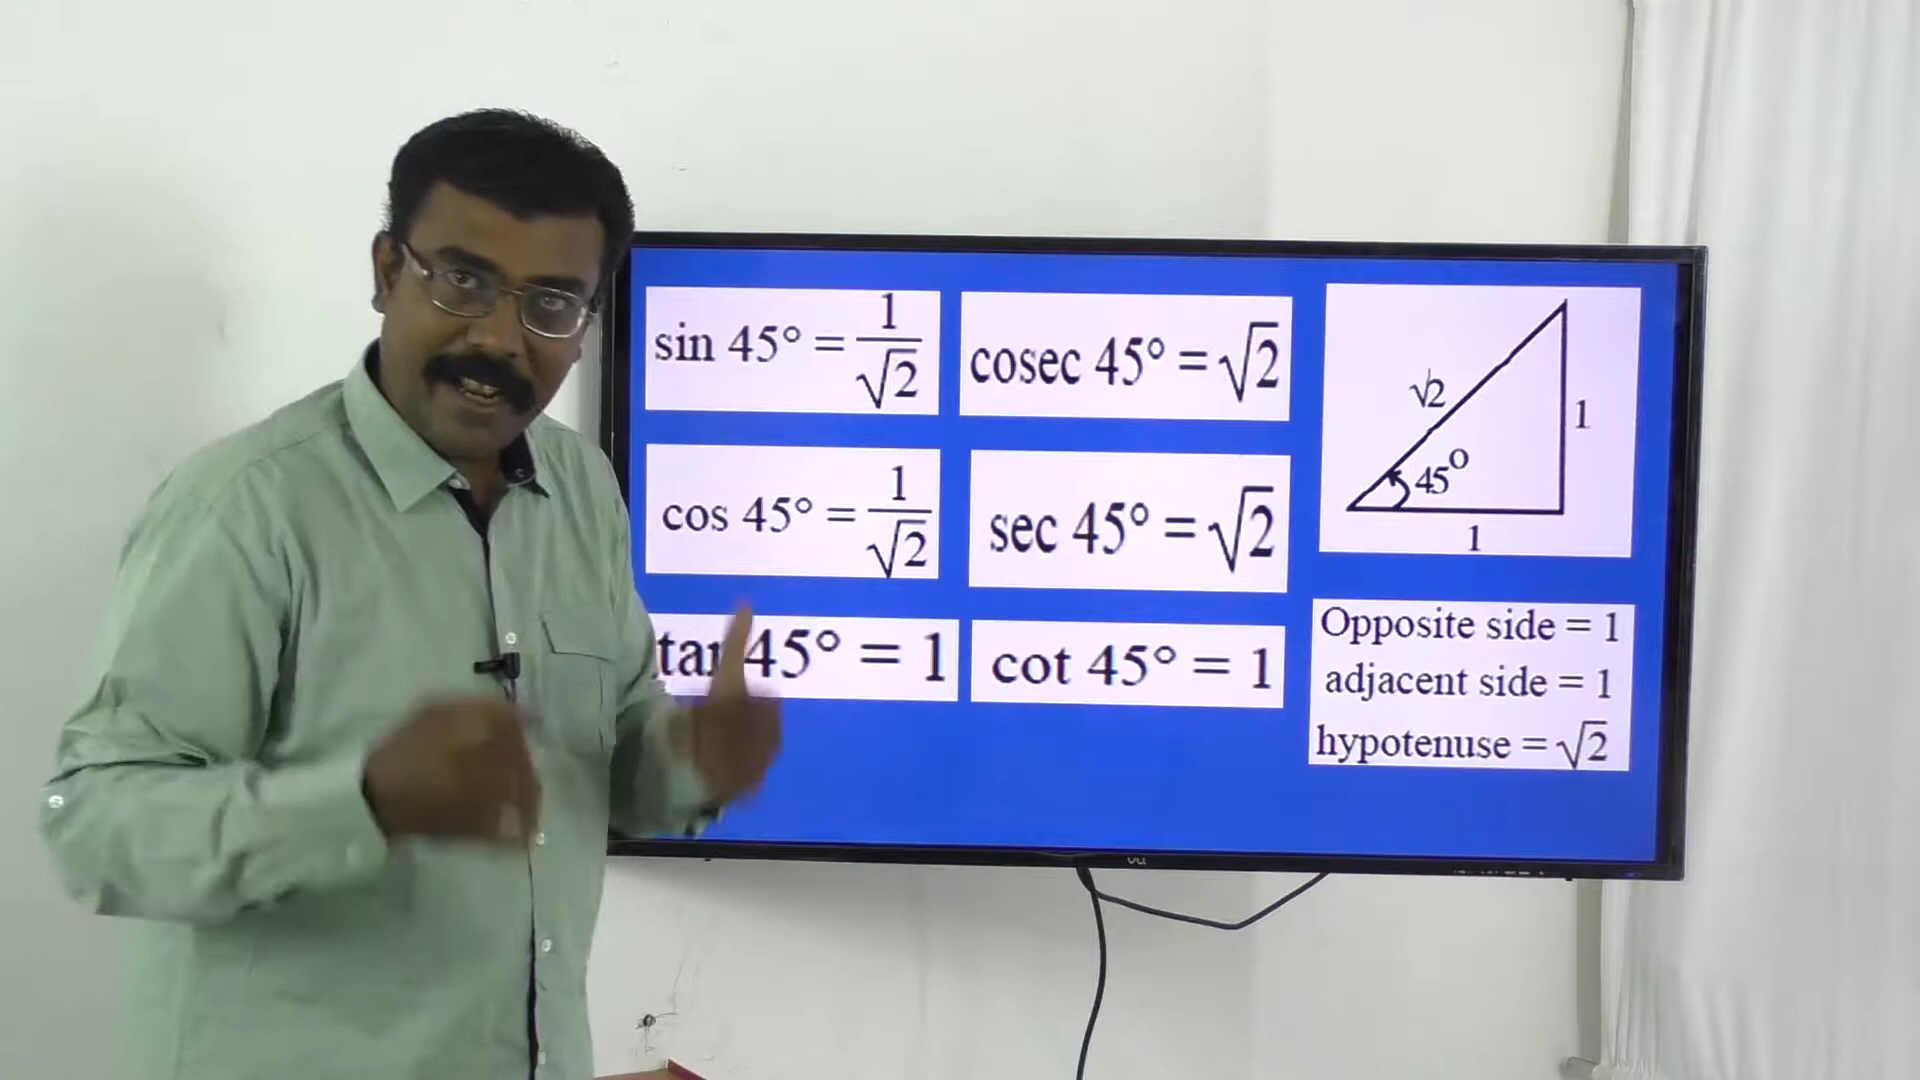 sin 45° = 1/√2
cosec 45° = √2
cos 45° = 1/√2
sec 45° = √2
45° = 1
cot 45° = 1
√2
1
45°
1
Opposite side = 1
adjacent side = 1
hypotenuse = √2